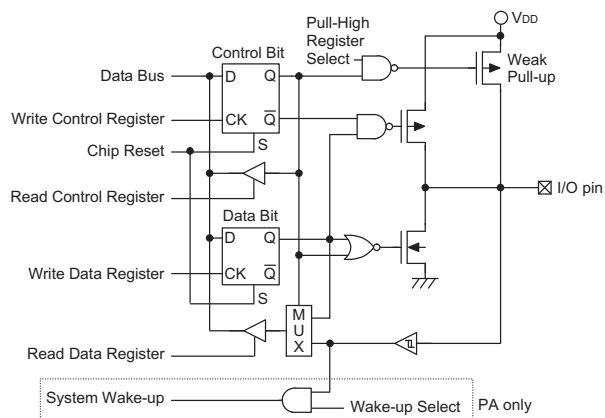 Pull-High
Register
Select
VDD
Control Bit
Weak
Pull-up
Data Bus
D
Q
Write Control Register
CK
Q̅
Chip Reset
S
Read Control Register
I/O pin
Data Bit
D
Q
Write Data Register
CK
Q̅
S
M
U
X
Read Data Register
System Wake-up
Wake-up Select
PA only